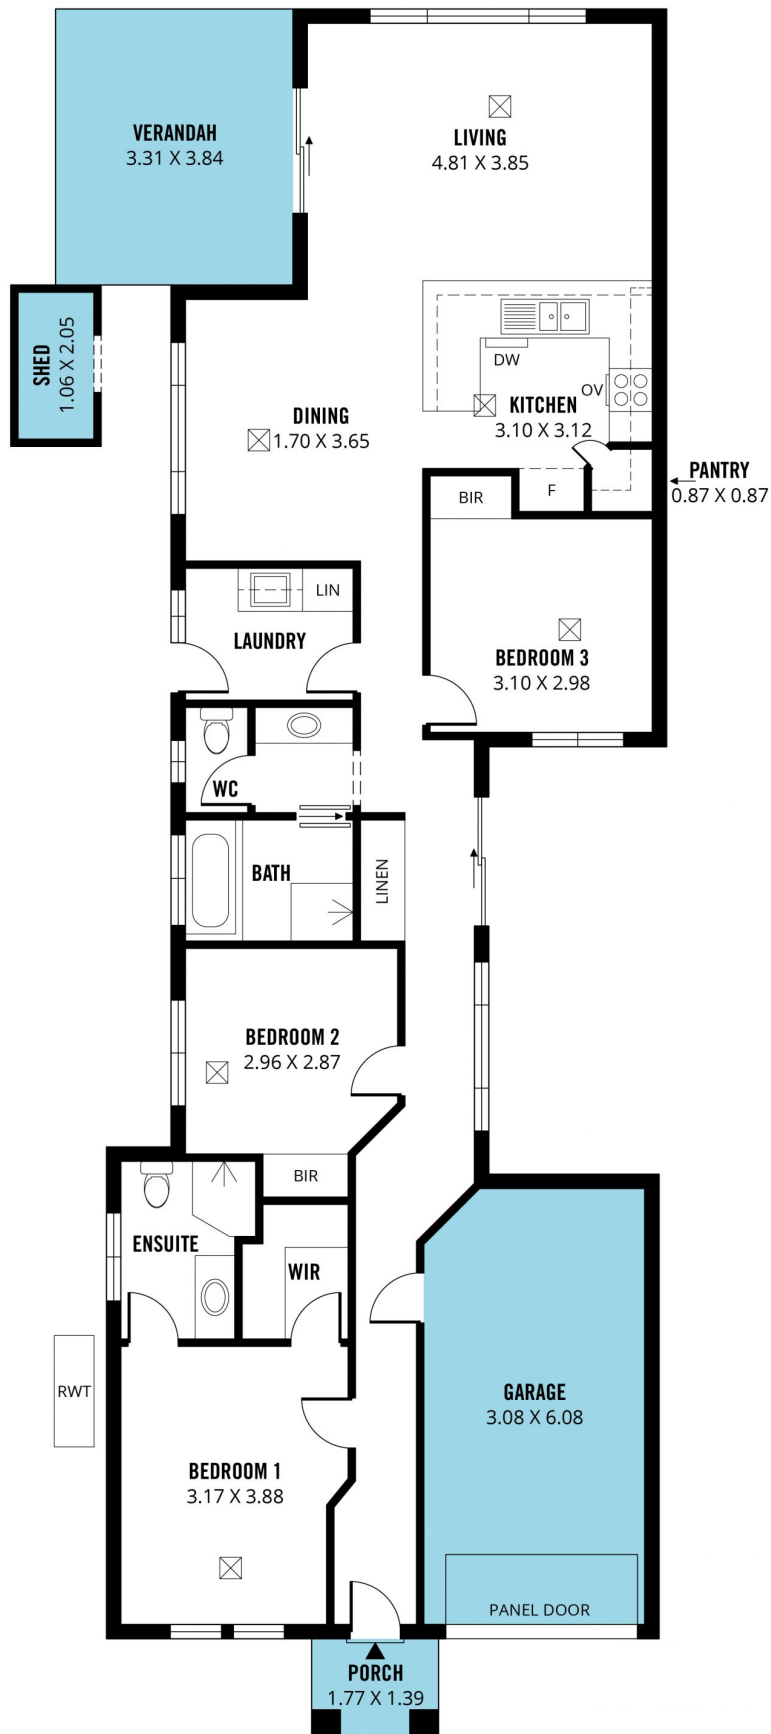 VERANDAH
3.31 X 3.84
LIVING
4.81 X 3.85
SHED
1.06 X 2.05
DW
OV
KITCHEN
3.10 X 3.12
DINING
1.70 X 3.65
PANTRY
0.87 X 0.87
BIR
F
LIN
LAUNDRY
BEDROOM 3
3.10 X 2.98
WC
BATH
LINEN
BEDROOM 2
2.96 X 2.87
BIR
ENSUITE
WIR
RWT
GARAGE
3.08 X 6.08
BEDROOM 1
3.17 X 3.88
PANEL DOOR
PORCH
1.77 X 1.39